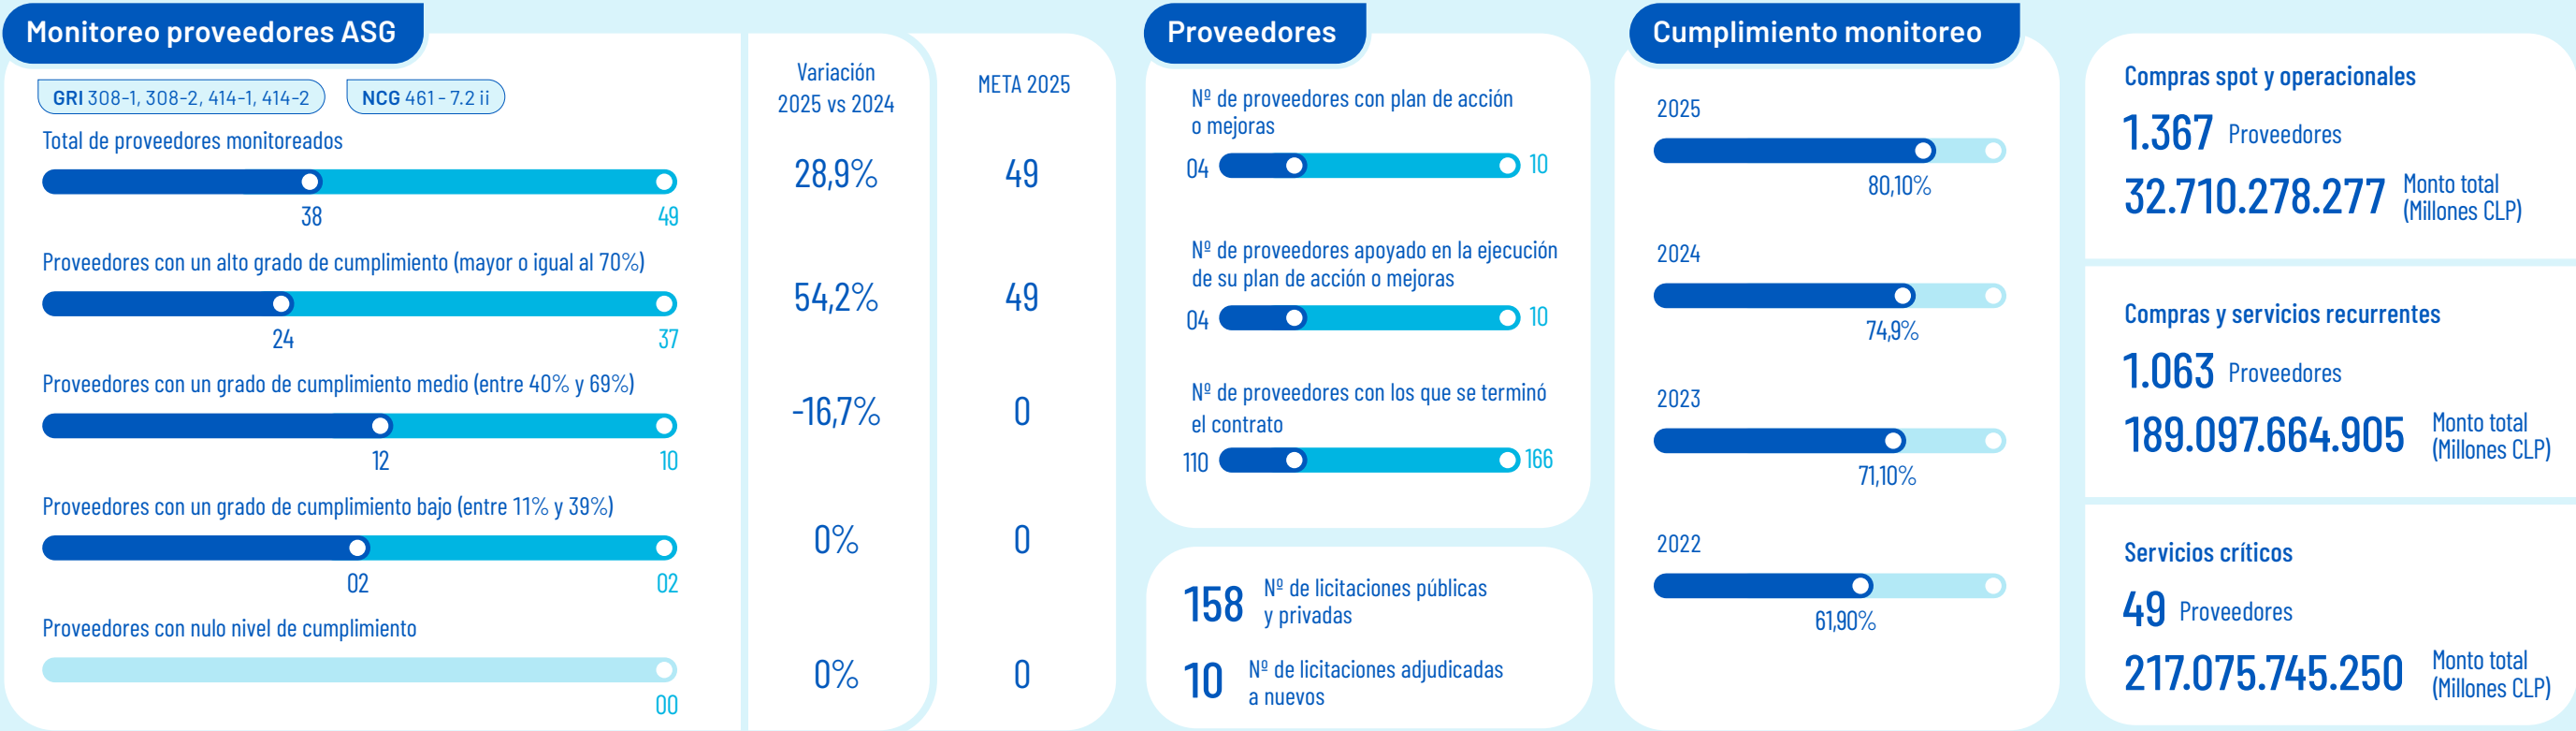 Monitoreo proveedores ASG
GRI 308-1, 308-2, 414-1, 414-2
NCG 461 - 7.2 ii
Variación
2025 vs 2024
META 2025
Total de proveedores monitoreados
38
49
28,9%
49
Proveedores con un alto grado de cumplimiento (mayor o igual al 70%)
24
37
54,2%
49
Proveedores con un grado de cumplimiento medio (entre 40% y 69%)
12
10
-16,7%
0
Proveedores con un grado de cumplimiento bajo (entre 11% y 39%)
02
02
0%
0
Proveedores con nulo nivel de cumplimiento
00
0%
0
Proveedores
Nº de proveedores con plan de acción
o mejoras
04
10
Nº de proveedores apoyado en la ejecución
de su plan de acción o mejoras
04
10
Nº de proveedores con los que se terminó
el contrato
110
166
158
Nº de licitaciones públicas
y privadas
10
Nº de licitaciones adjudicadas
a nuevos
Cumplimiento monitoreo
2025
80,10%
2024
74,9%
2023
71,10%
2022
61,90%
Compras spot y operacionales
1.367 Proveedores
32.710.278.277
Monto total
(Millones CLP)
Compras y servicios recurrentes
1.063 Proveedores
189.097.664.905
Monto total
(Millones CLP)
Servicios críticos
49 Proveedores
217.075.745.250
Monto total
(Millones CLP)